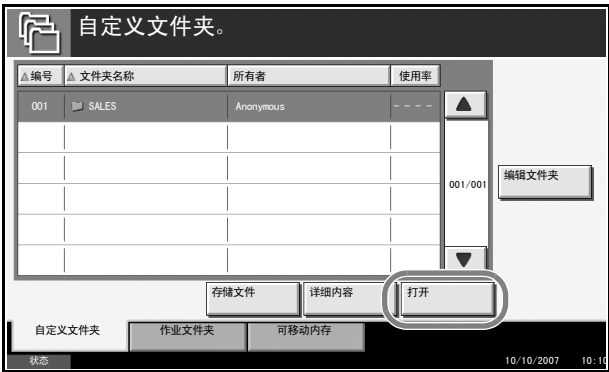 自定义文件夹。
编号 文件夹名称 所有者 使用率
001 SALES Anonymous ----
001/001
编辑文件夹
存储文件 详细内容 打开
自定义文件夹 作业文件夹 可移动内存
状态 10/10/2007 10:10